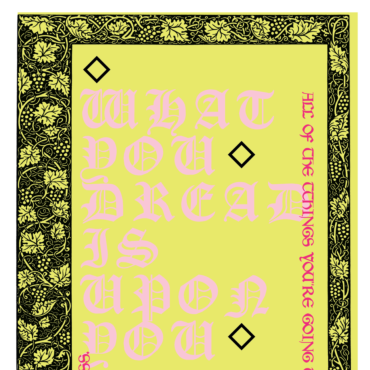 WHAT
YOU
DREAD
IS
UPON
YOU
ALL OF THE THINGS YOU'RE GOING